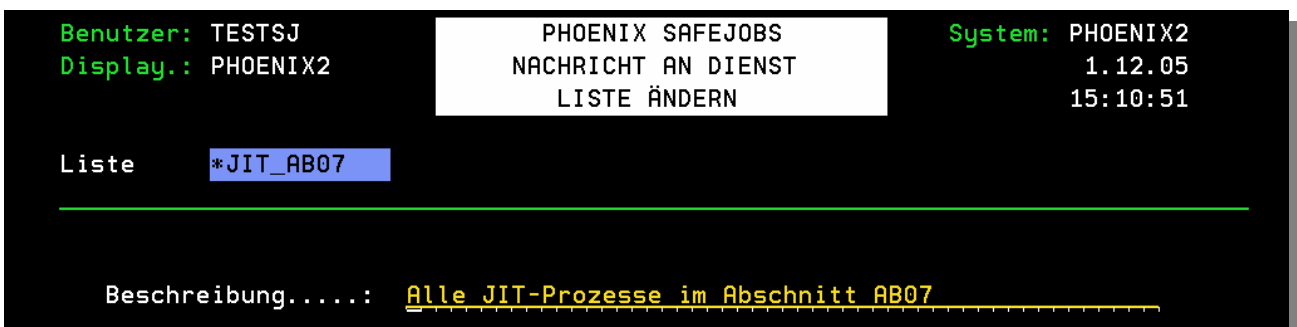 Benutzer: TESTSJ PHOENIX SAFEJOBS System: PHOENIX2
Display.: PHOENIX2 NACHRICHT AN DIENST 1.12.05
LISTE ÄNDERN 15:10:51
Liste *JIT_AB07
Beschreibung.....: Alle JIT-Prozesse im Abschnitt AB07